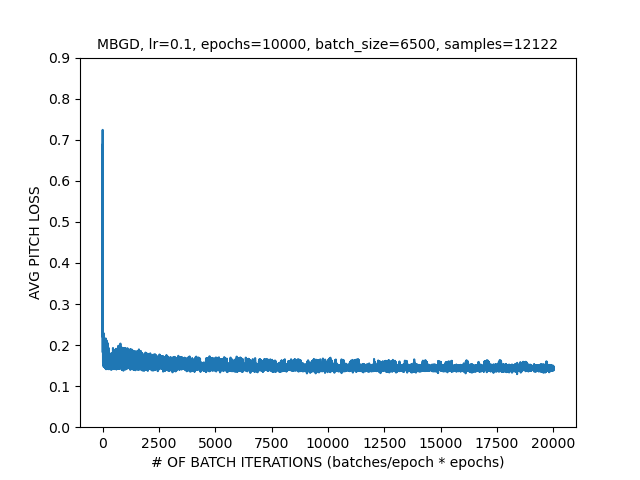 MBGD, lr=0.1, epochs=10000, batch_size=6500, samples=12122
0.9
0.8
0.7
0.6
0.5
0.4
0.3
0.2
0.1
0.0
AVG PITCH LOSS
0 2500 5000 7500 10000 12500 15000 17500 20000
# OF BATCH ITERATIONS (batches/epoch * epochs)